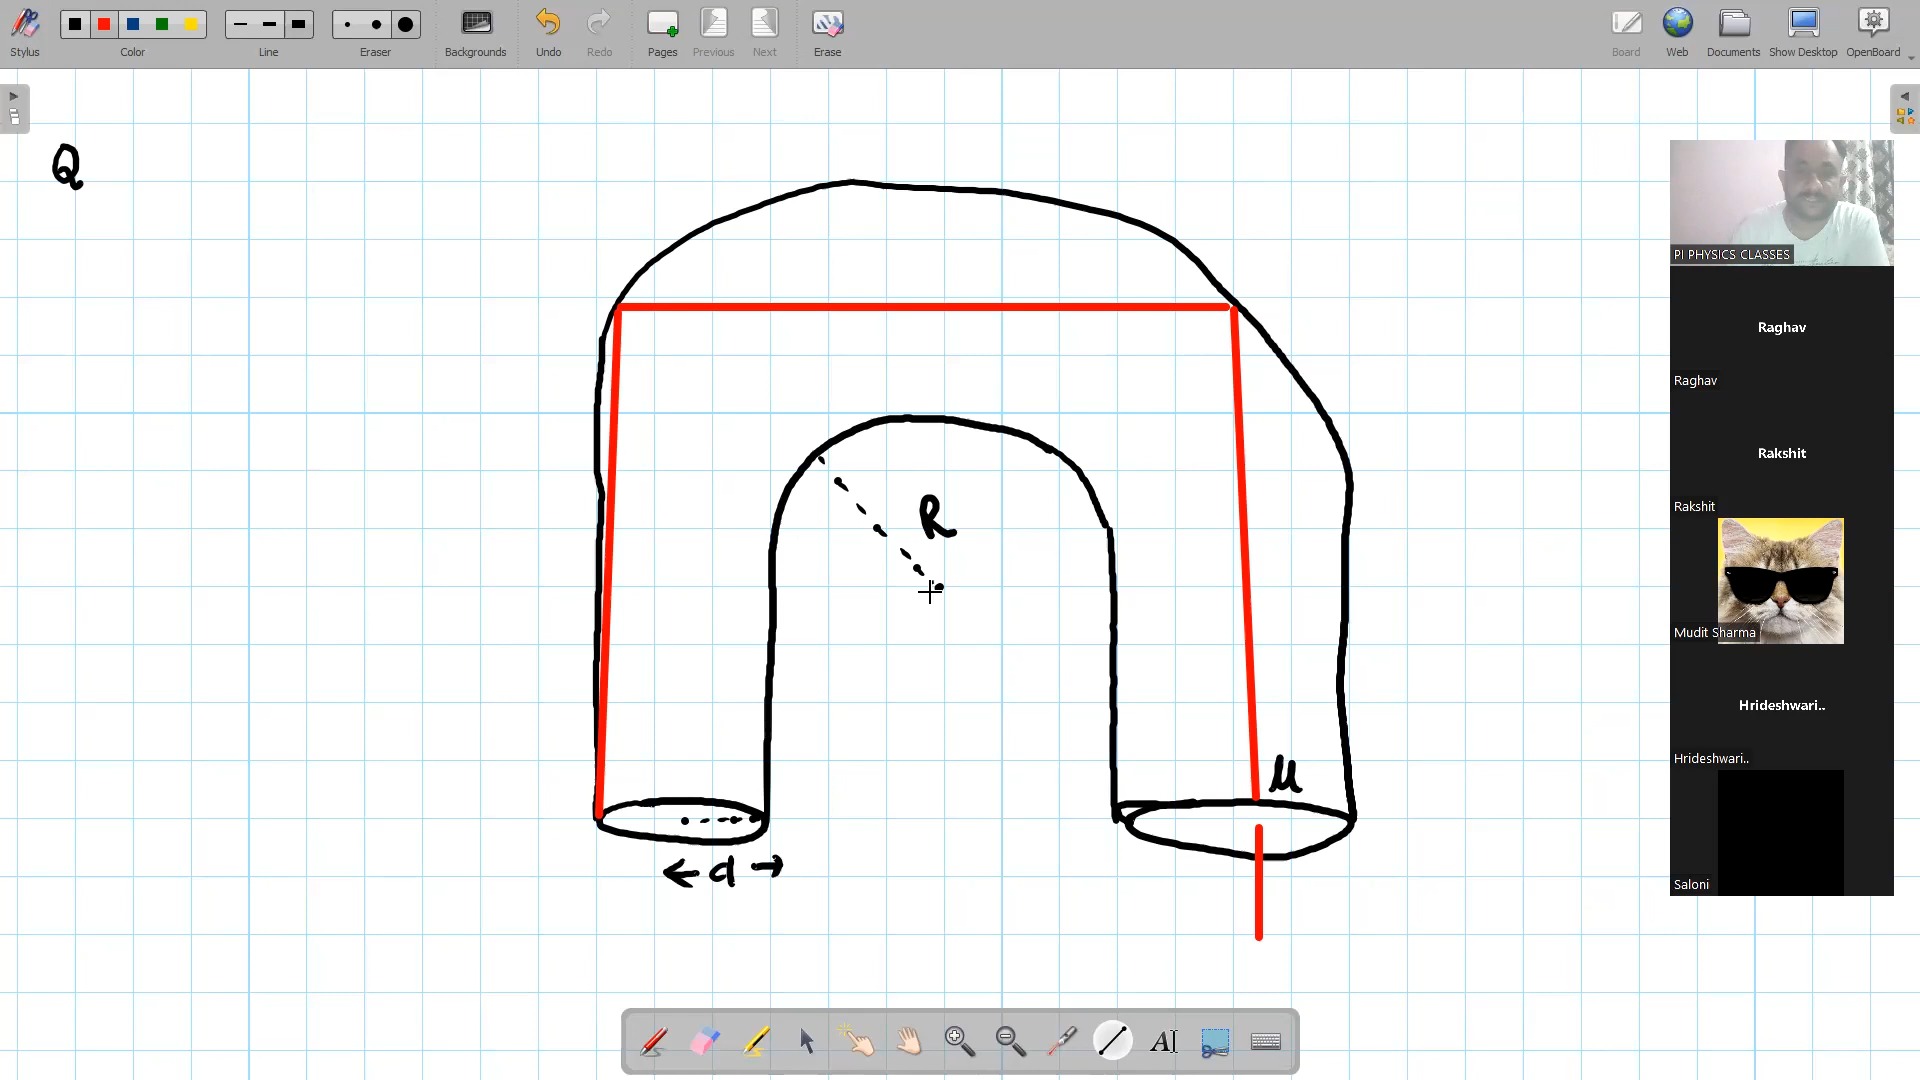 Stylus
Color
Line
Eraser
Backgrounds
Undo
Redo
Pages
Previous
Next
Erase
Board
Web
Documents
Show Desktop
OpenBoard
Q
R
μ
← d →
PI PHYSICS CLASSES
Raghav
Raghav
Rakshit
Rakshit
Mudit Sharma
Hrideshwari..
Hrideshwari..
Saloni